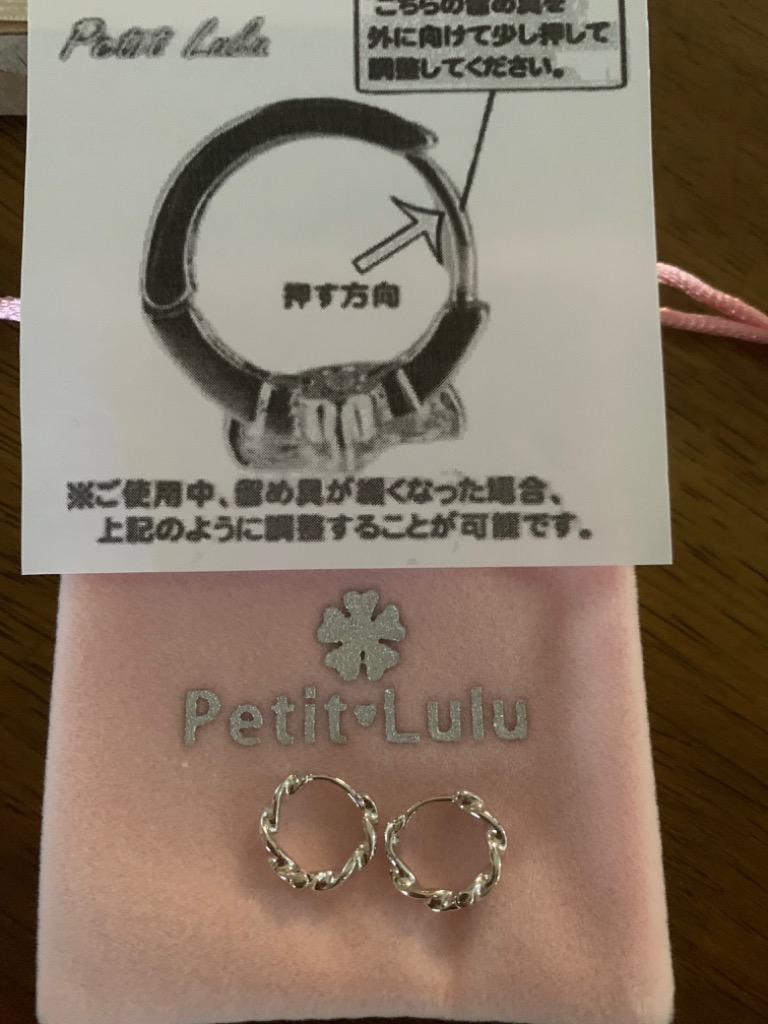 Petit Lulu
こちらの留め具を
外に向けて少し押して
調整してください。
押す方向
※ご使用中、留め具が緩くなった場合、
上記のように調整することが可能です。
Petit Lulu